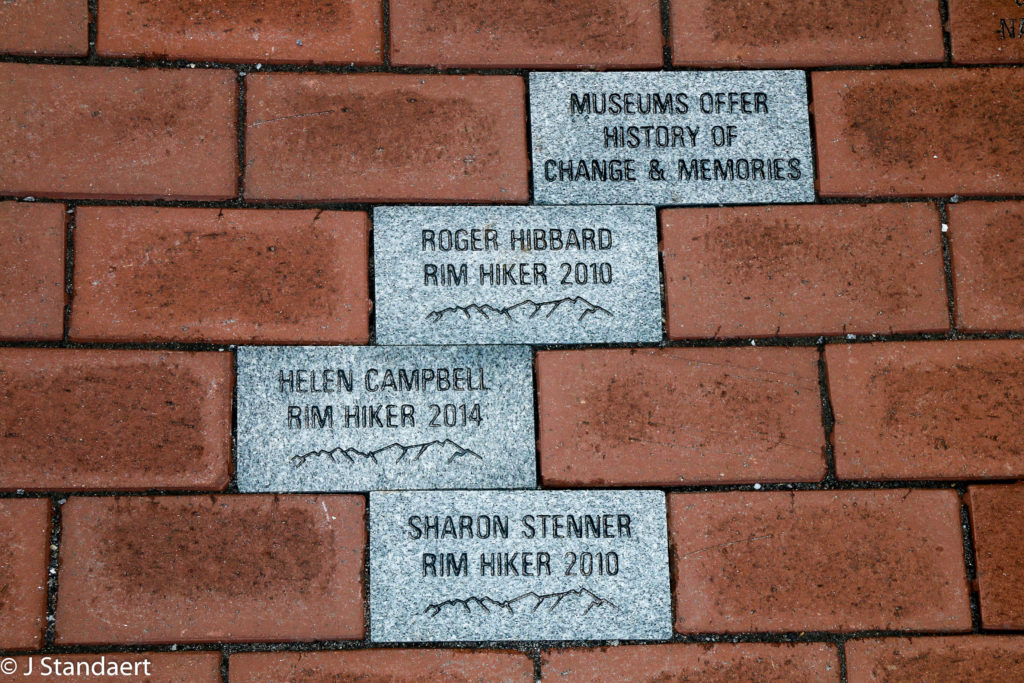 MUSEUMS OFFER
HISTORY OF
CHANGE & MEMORIES
ROGER HIBBARD
RIM HIKER 2010
HELEN CAMPBELL
RIM HIKER 2014
SHARON STENNER
RIM HIKER 2010
© J Standaert